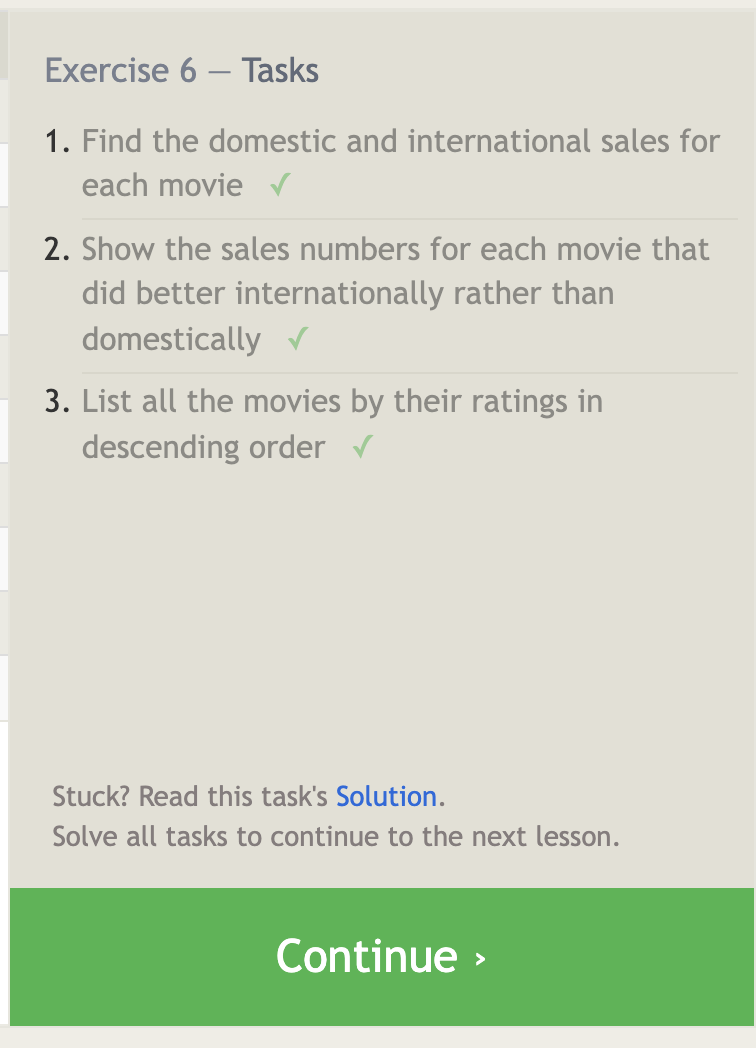 Exercise 6 — Tasks
1. Find the domestic and international sales for
each movie ✓
2. Show the sales numbers for each movie that
did better internationally rather than
domestically ✓
3. List all the movies by their ratings in
descending order ✓
Stuck? Read this task's Solution.
Solve all tasks to continue to the next lesson.
Continue ›